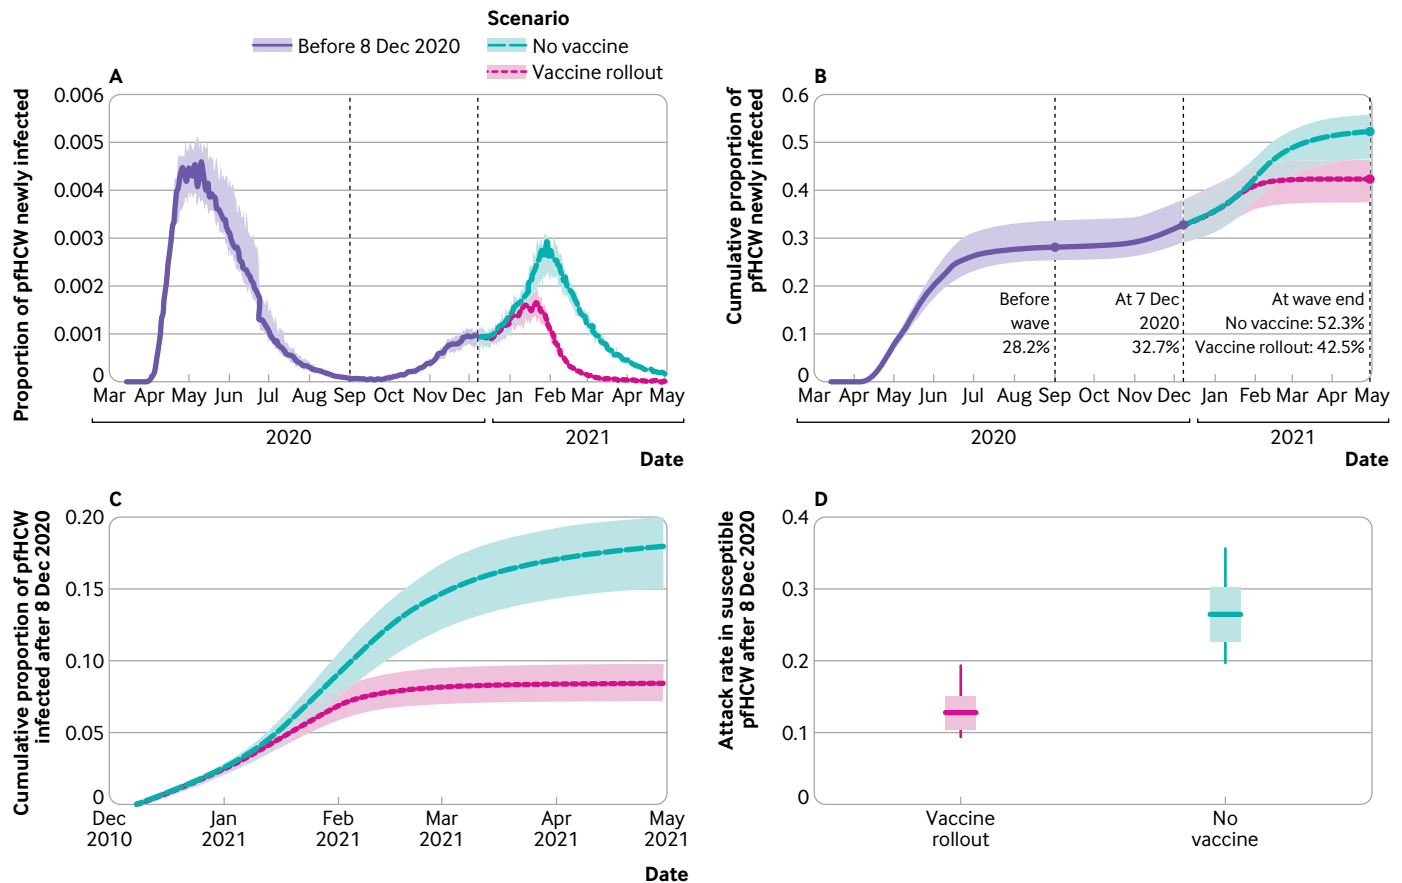 Scenario
Before 8 Dec 2020
No vaccine
Vaccine rollout
A
Proportion of pfHCW newly infected
0.006
0.005
0.004
0.003
0.002
0.001
0
Mar Apr May Jun Jul Aug Sep Oct Nov Dec Jan Feb Mar Apr May
2020 2021
Date
B
Cumulative proportion of
pfHCW newly infected
0.6
0.5
0.4
0.3
0.2
0.1
0
Before
wave
28.2%
At 7 Dec
2020
32.7%
At wave end
No vaccine: 52.3%
Vaccine rollout: 42.5%
Mar Apr May Jun Jul Aug Sep Oct Nov Dec Jan Feb Mar Apr May
2020 2021
Date
C
Cumulative proportion of pfHCW
infected after 8 Dec 2020
0.20
0.15
0.10
0.05
0
Dec Jan Feb Mar Apr May
2010 2021 2021 2021 2021 2021
Date
D
Attack rate in susceptible
pfHCW after 8 Dec 2020
0.4
0.3
0.2
0.1
0
Vaccine
rollout
No
vaccine